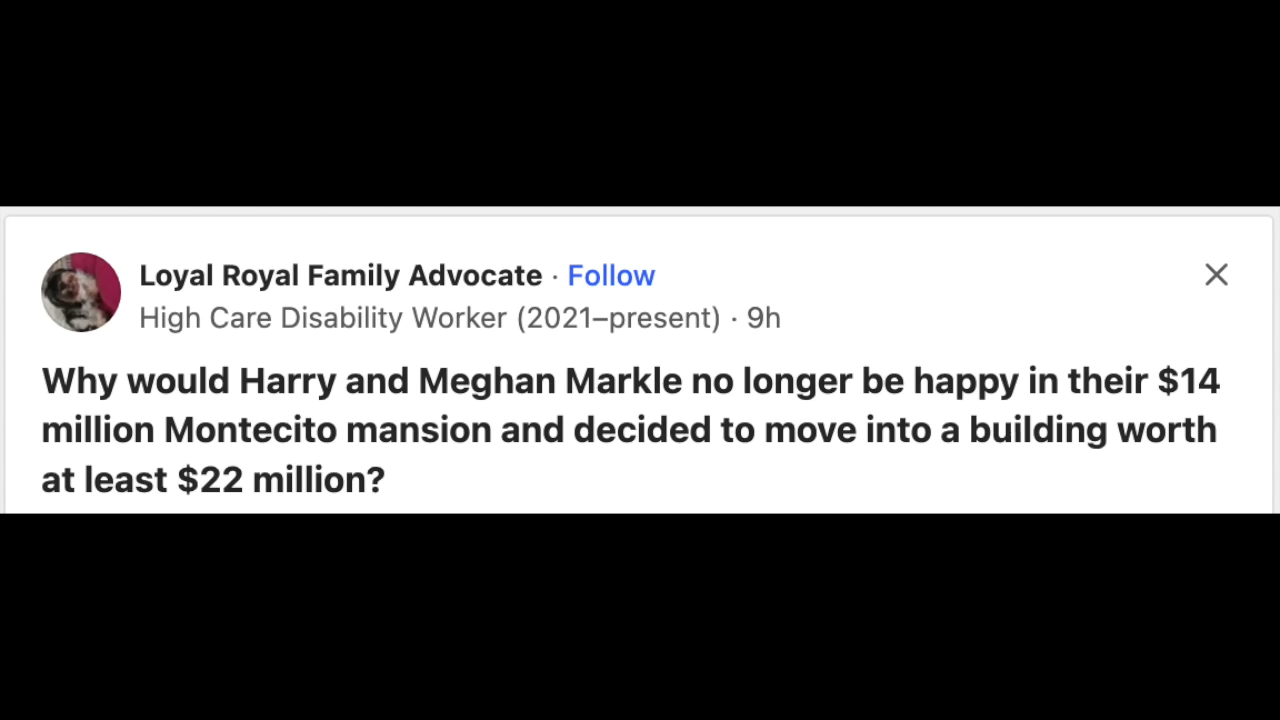 Loyal Royal Family Advocate · Follow
High Care Disability Worker (2021–present) · 9h
Why would Harry and Meghan Markle no longer be happy in their $14
million Montecito mansion and decided to move into a building worth
at least $22 million?